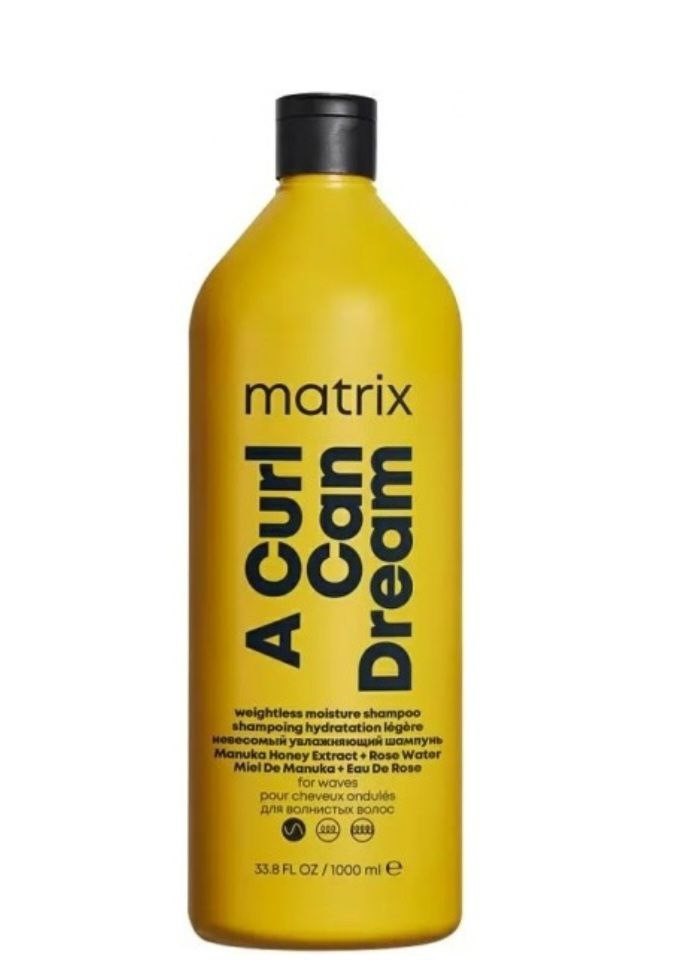 matrix
A Curl
Can
Dream
weightless moisture shampoo
shampoing hydratation légère
невесомый увлажняющий шампунь
Manuka Honey Extract + Rose Water
Miel De Manuka + Eau De Rose
for waves
pour cheveux ondulés
для волнистых волос
33.8 FL OZ / 1000 ml ℮